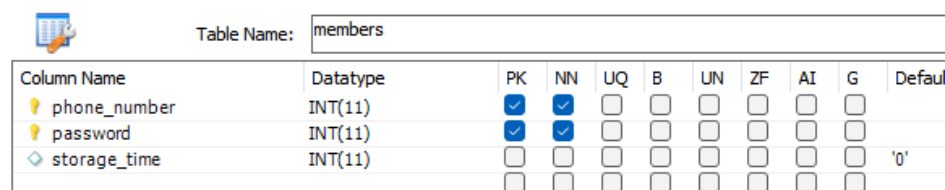 Table Name: members
Column Name Datatype PK NN UQ B UN ZF AI G Defaul
phone_number INT(11)
password INT(11)
storage_time INT(11) '0'